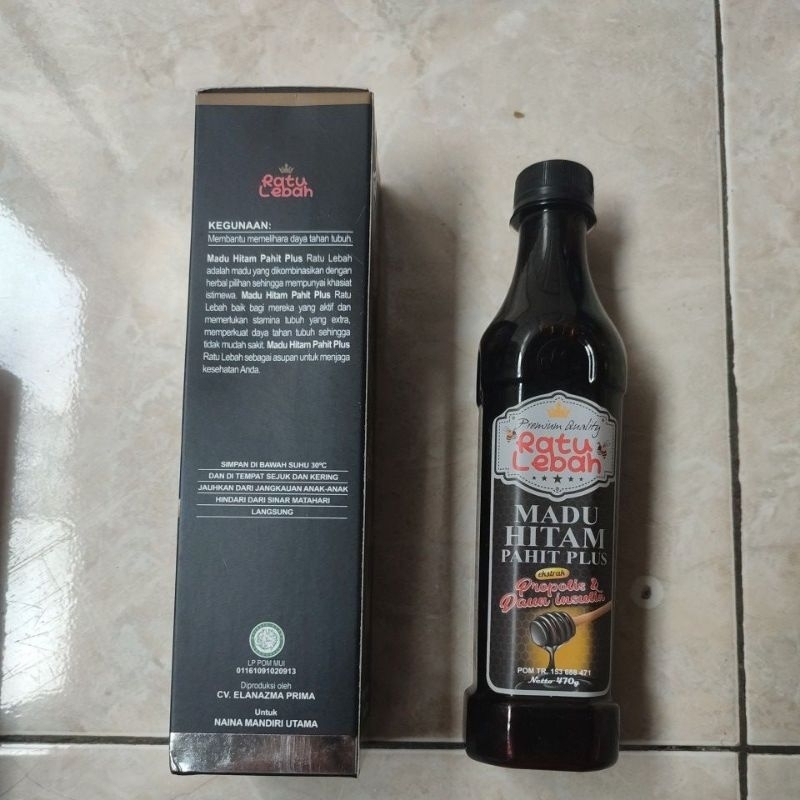 Ratu
Lebah
KEGUNAAN:
Membantu memelihara daya tahan tubuh.
Madu Hitam Pahit Plus Ratu Lebah
adalah madu yang dikombinasikan dengan
herbal pilihan sehingga mempunyai khasiat
istimewa. Madu Hitam Pahit Plus Ratu
Lebah baik bagi mereka yang aktif dan
memerlukan stamina tubuh yang extra,
memperkuat daya tahan tubuh sehingga
tidak mudah sakit. Madu Hitam Pahit Plus
Ratu Lebah sebagai asupan untuk menjaga
kesehatan Anda.
SIMPAN DI BAWAH SUHU 30ºC
DAN DI TEMPAT SEJUK DAN KERING
JAUHKAN DARI JANGKAUAN ANAK-ANAK
HINDARI DARI SINAR MATAHARI
LANGSUNG
LP POM MUI
01161091020913
Diproduksi oleh
CV. ELANAZMA PRIMA
Untuk
NAINA MANDIRI UTAMA
Premium Quality
Ratu
Lebah
MADU
HITAM
PAHIT PLUS
ekstrak
Propolis &
Daun insulin
POM TR. 153 688 471
Netto 470g